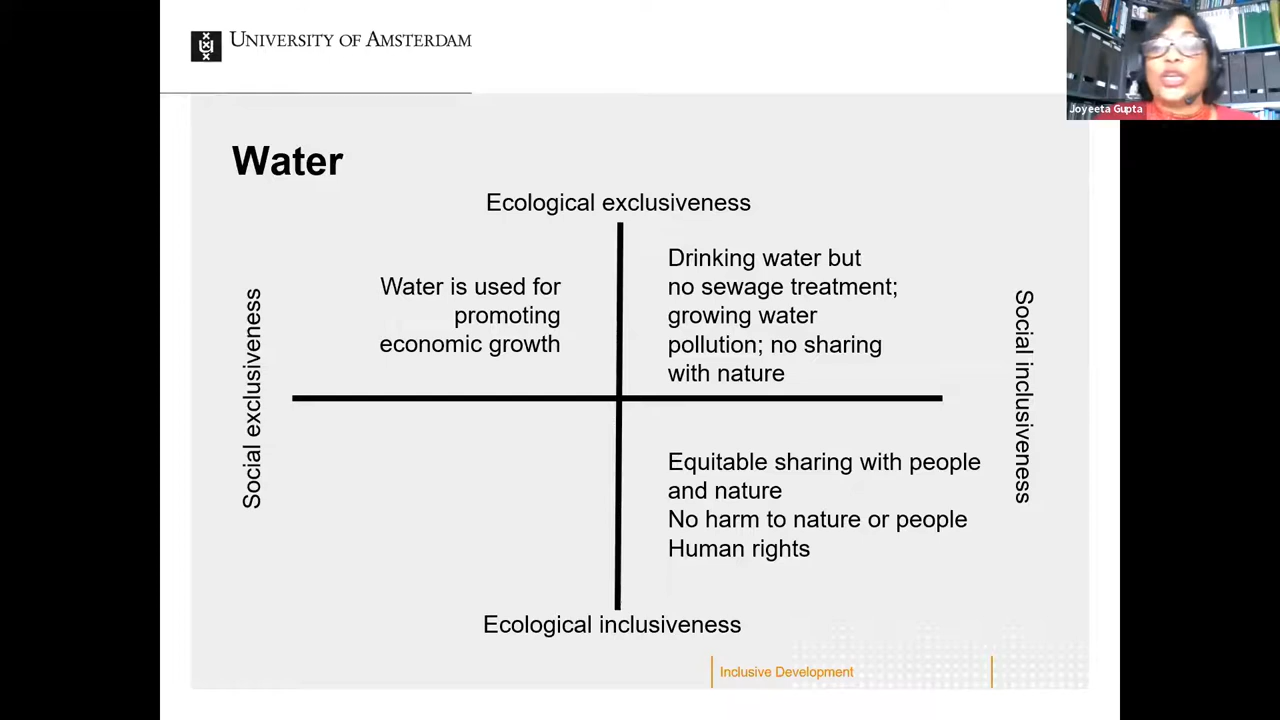 UNIVERSITY OF AMSTERDAM
Joyeeta Gupta
Water
Ecological exclusiveness
Social exclusiveness
Water is used for
promoting
economic growth
Drinking water but
no sewage treatment;
growing water
pollution; no sharing
with nature
Social inclusiveness
Equitable sharing with people
and nature
No harm to nature or people
Human rights
Ecological inclusiveness
Inclusive Development